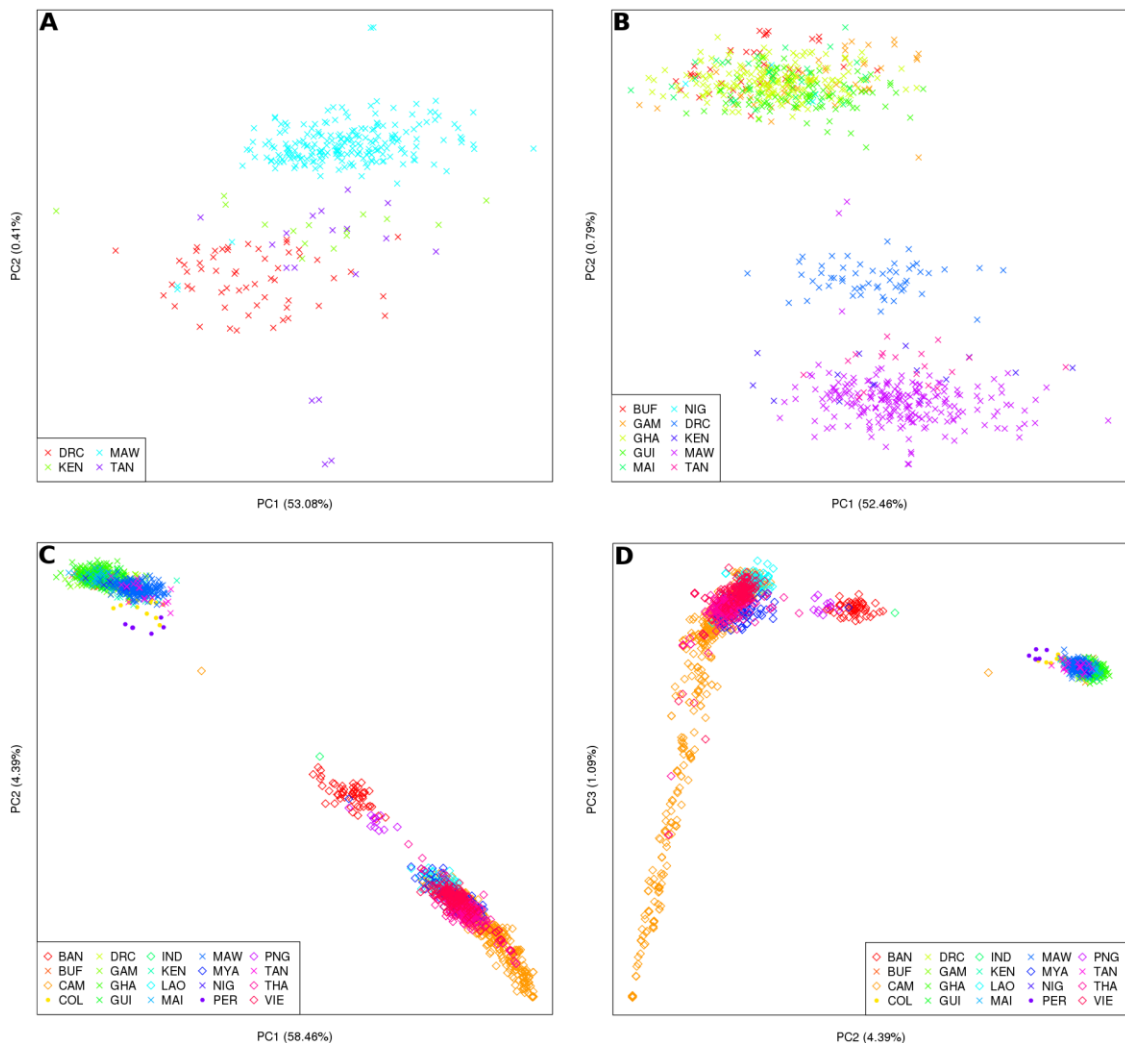 A
PC2 (0.41%)
DRC MAW
KEN TAN
PC1 (53.08%)
B
PC2 (0.79%)
BUF NIG
GAM DRC
GHA KEN
GUI MAW
MAI TAN
PC1 (52.46%)
C
PC2 (4.39%)
BAN DRC IND MAW PNG
BUF GAM KEN MYA TAN
CAM GHA LAO NIG THA
COL GUI MAI PER VIE
PC1 (58.46%)
D
PC3 (1.09%)
BAN DRC IND MAW PNG
BUF GAM KEN MYA TAN
CAM GHA LAO NIG THA
COL GUI MAI PER VIE
PC2 (4.39%)